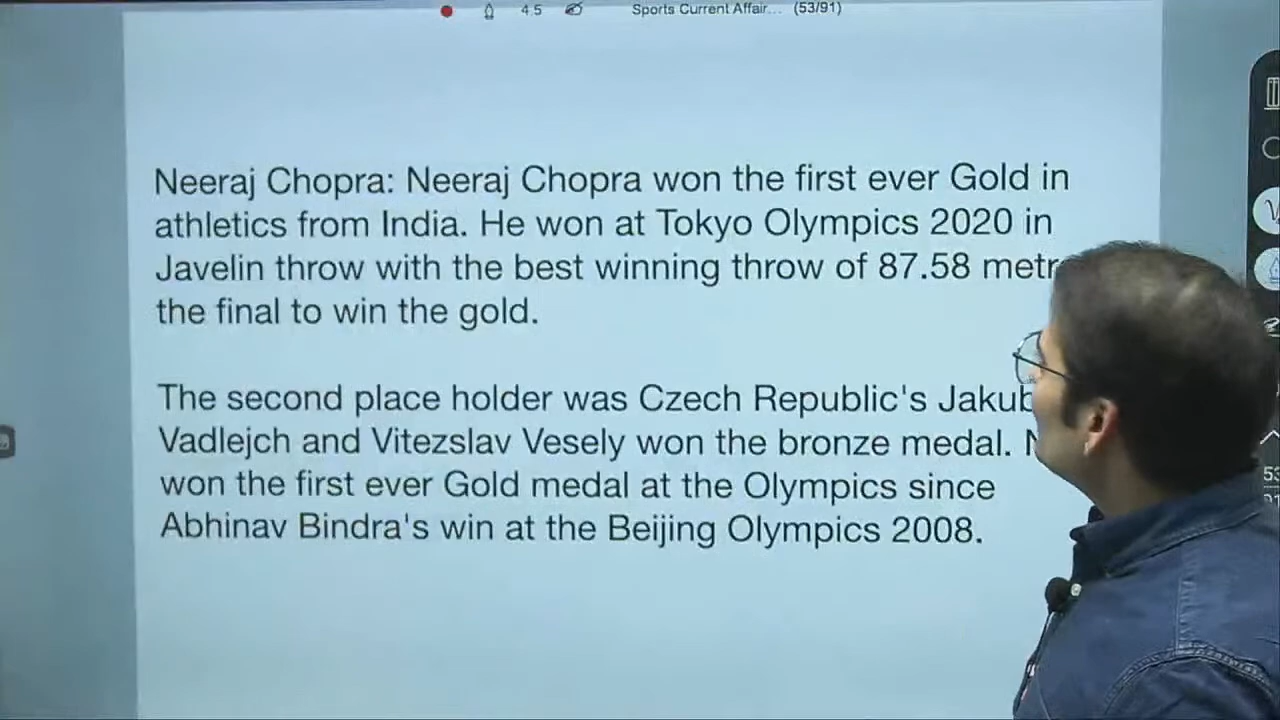 4.5 Sports Current Affair... (53/91)
Neeraj Chopra: Neeraj Chopra won the first ever Gold in
athletics from India. He won at Tokyo Olympics 2020 in
Javelin throw with the best winning throw of 87.58 metr
the final to win the gold.
The second place holder was Czech Republic's Jakub
Vadlejch and Vitezslav Vesely won the bronze medal. N
won the first ever Gold medal at the Olympics since
Abhinav Bindra's win at the Beijing Olympics 2008.
53